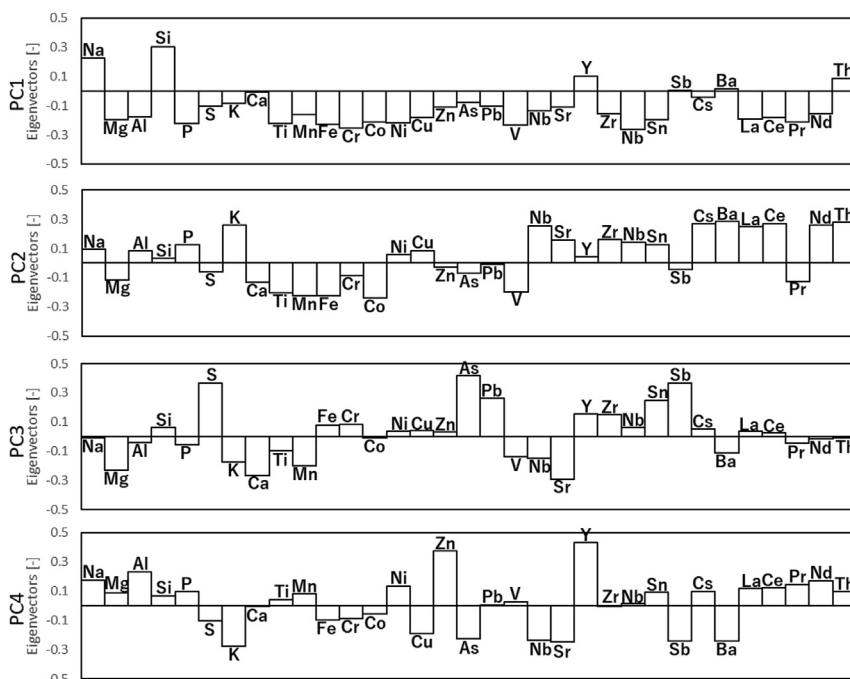 PC1
Eigenvectors [-]
0.5
0.3
0.1
-0.1
-0.3
-0.5
Na Mg Al Si P S K Ca Ti Mn Fe Cr Co Ni Cu Zn As Pb V Nb Sr Y Zr Nb Sn Sb Cs Ba La Ce Pr Nd Th
PC2
Eigenvectors [-]
0.5
0.3
0.1
-0.1
-0.3
-0.5
Na Mg Al Si P S K Ca Ti Mn Fe Cr Co Ni Cu Zn As Pb V Nb Sr Y Zr Nb Sn Sb Cs Ba La Ce Pr Nd Th
PC3
Eigenvectors [-]
0.5
0.3
0.1
-0.1
-0.3
-0.5
Na Mg Al Si P S K Ca Ti Mn Fe Cr Co Ni Cu Zn As Pb V Nb Sr Y Zr Nb Sn Sb Cs Ba La Ce Pr Nd Th
PC4
Eigenvectors [-]
0.5
0.3
0.1
-0.1
-0.3
-0.5
Na Mg Al Si P S K Ca Ti Mn Fe Cr Co Ni Cu Zn As Pb V Nb Sr Y Zr Nb Sn Sb Cs Ba La Ce Pr Nd Th